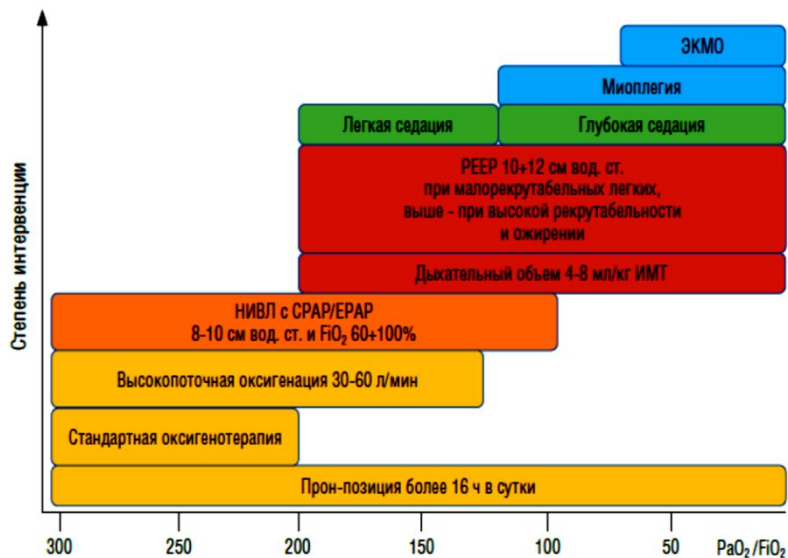 Степень интервенции
ЭКМО
Миоплегия
Легкая седация
Глубокая седация
PEEP 10+12 см вод. ст.
при малорекрутабельных легких,
выше - при высокой рекрутабельности
и ожирении
Дыхательный объем 4-8 мл/кг ИМТ
НИВЛ с CPAP/EPAP
8-10 см вод. ст. и FiO₂ 60+100%
Высокопоточная оксигенация 30-60 л/мин
Стандартная оксигенотерапия
Прон-позиция более 16 ч в сутки
300 250 200 150 100 50 PaO₂/FiO₂